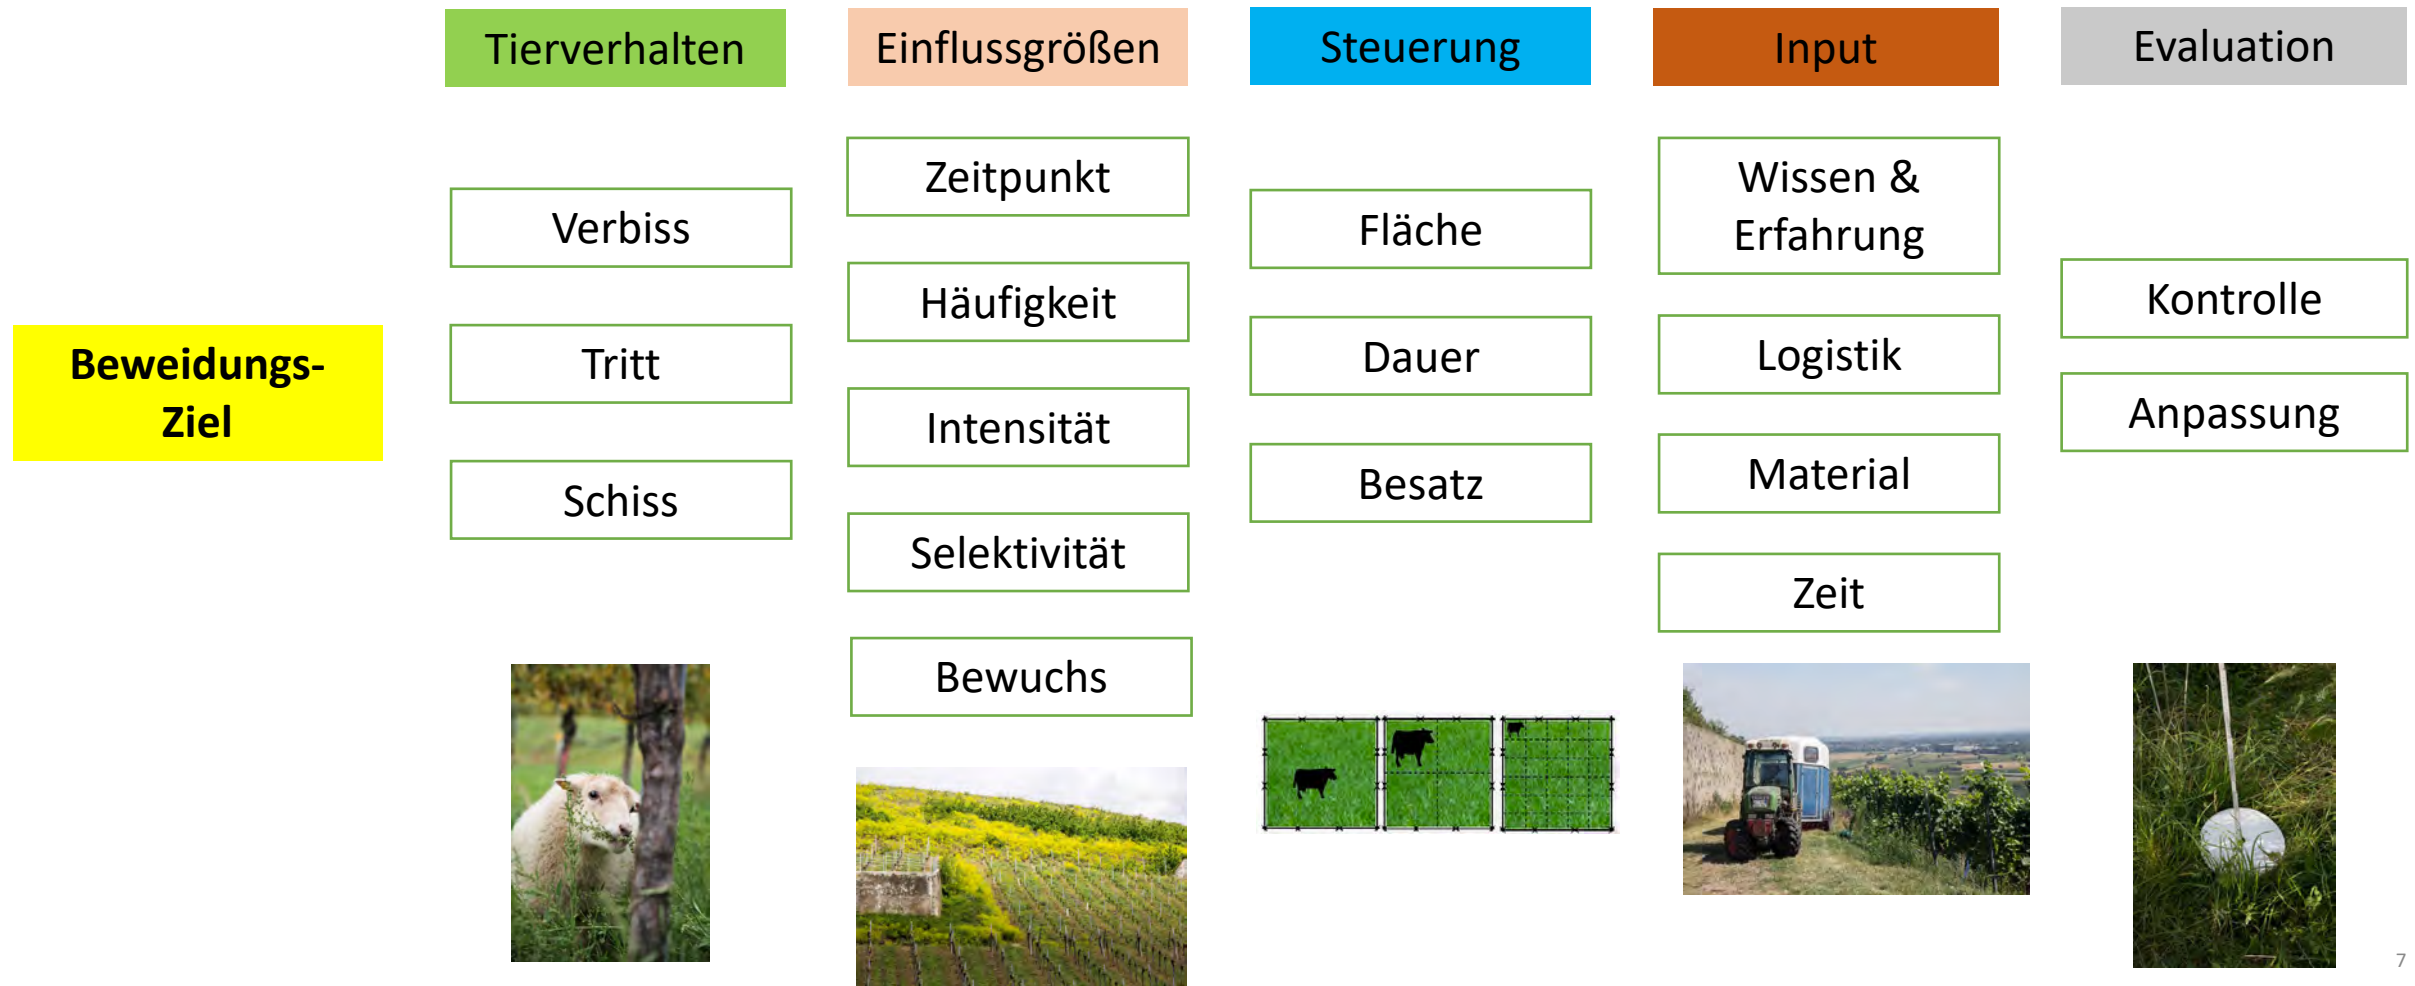 Beweidungs-
Ziel
Tierverhalten
Verbiss
Tritt
Schiss
Einflussgrößen
Zeitpunkt
Häufigkeit
Intensität
Selektivität
Bewuchs
Steuerung
Fläche
Dauer
Besatz
Input
Wissen &
Erfahrung
Logistik
Material
Zeit
Evaluation
Kontrolle
Anpassung
7